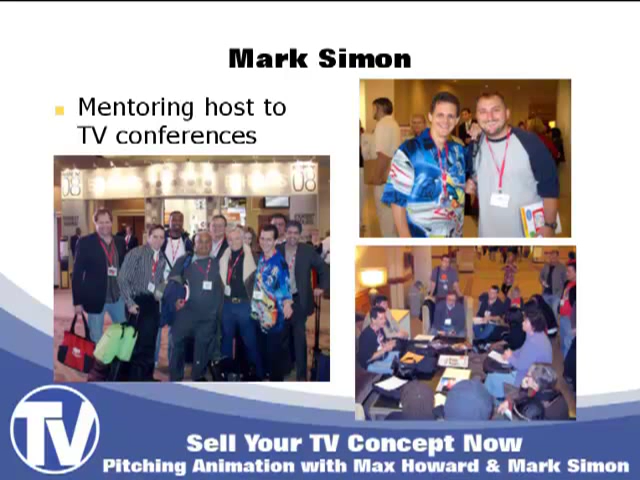 Mark Simon
Mentoring host to
TV conferences
08
08
TV
Sell Your TV Concept Now
Pitching Animation with Max Howard & Mark Simon